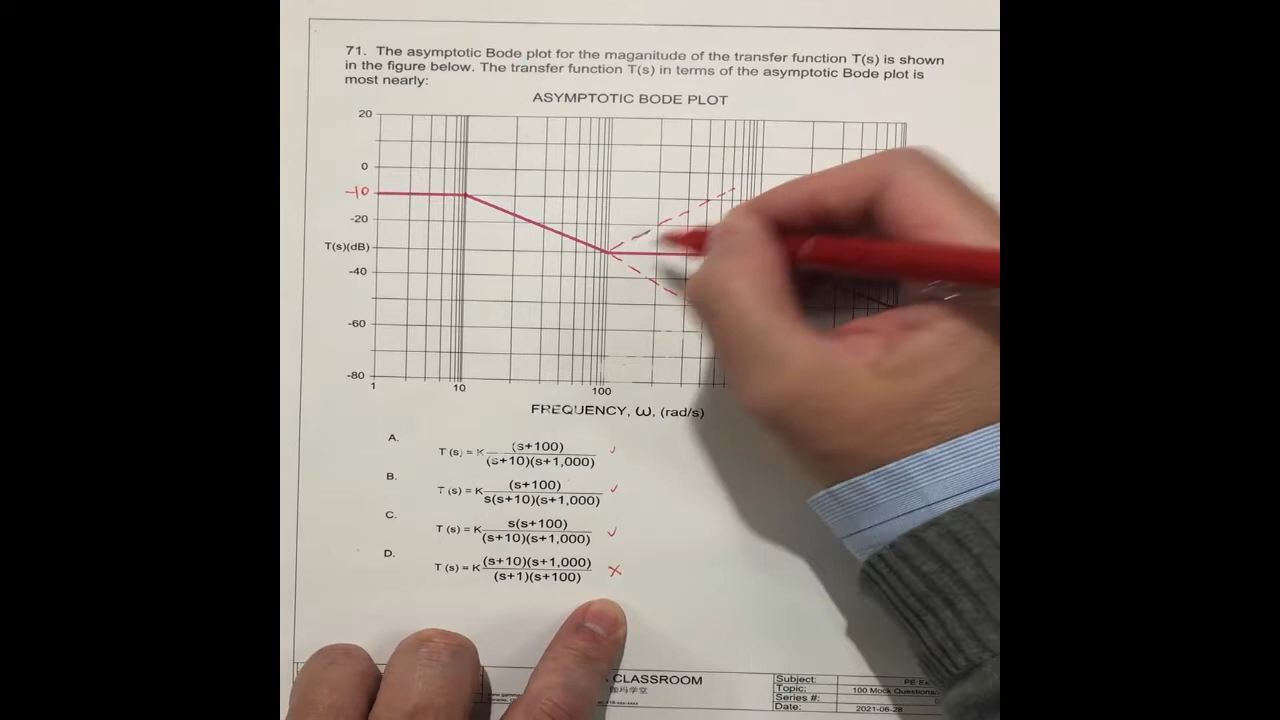 71. The asymptotic Bode plot for the maganitude of the transfer function T(s) is shown
in the figure below. The transfer function T(s) in terms of the asymptotic Bode plot is
most nearly:
ASYMPTOTIC BODE PLOT
20
0
-10
-20
T(s)(dB)
-40
-60
-80
1
10
100
FREQUENCY, ω, (rad/s)
A.
T (s) = K (s+100) / (s+10)(s+1,000) ✓
B.
T (s) = K (s+100) / s(s+10)(s+1,000) ✓
C.
T (s) = K s(s+100) / (s+10)(s+1,000) ✓
D.
T (s) = K (s+10)(s+1,000) / (s+1)(s+100) ✗
CLASSROOM
Subject:
Topic: 100 Mock Questions
Series #:
Date: 2021-06-28